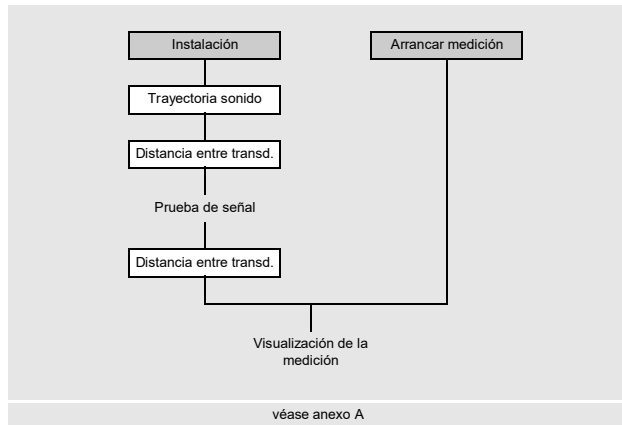 Instalación
Arrancar medición
Trayectoria sonido
Distancia entre transd.
Prueba de señal
Distancia entre transd.
Visualización de la
medición
véase anexo A